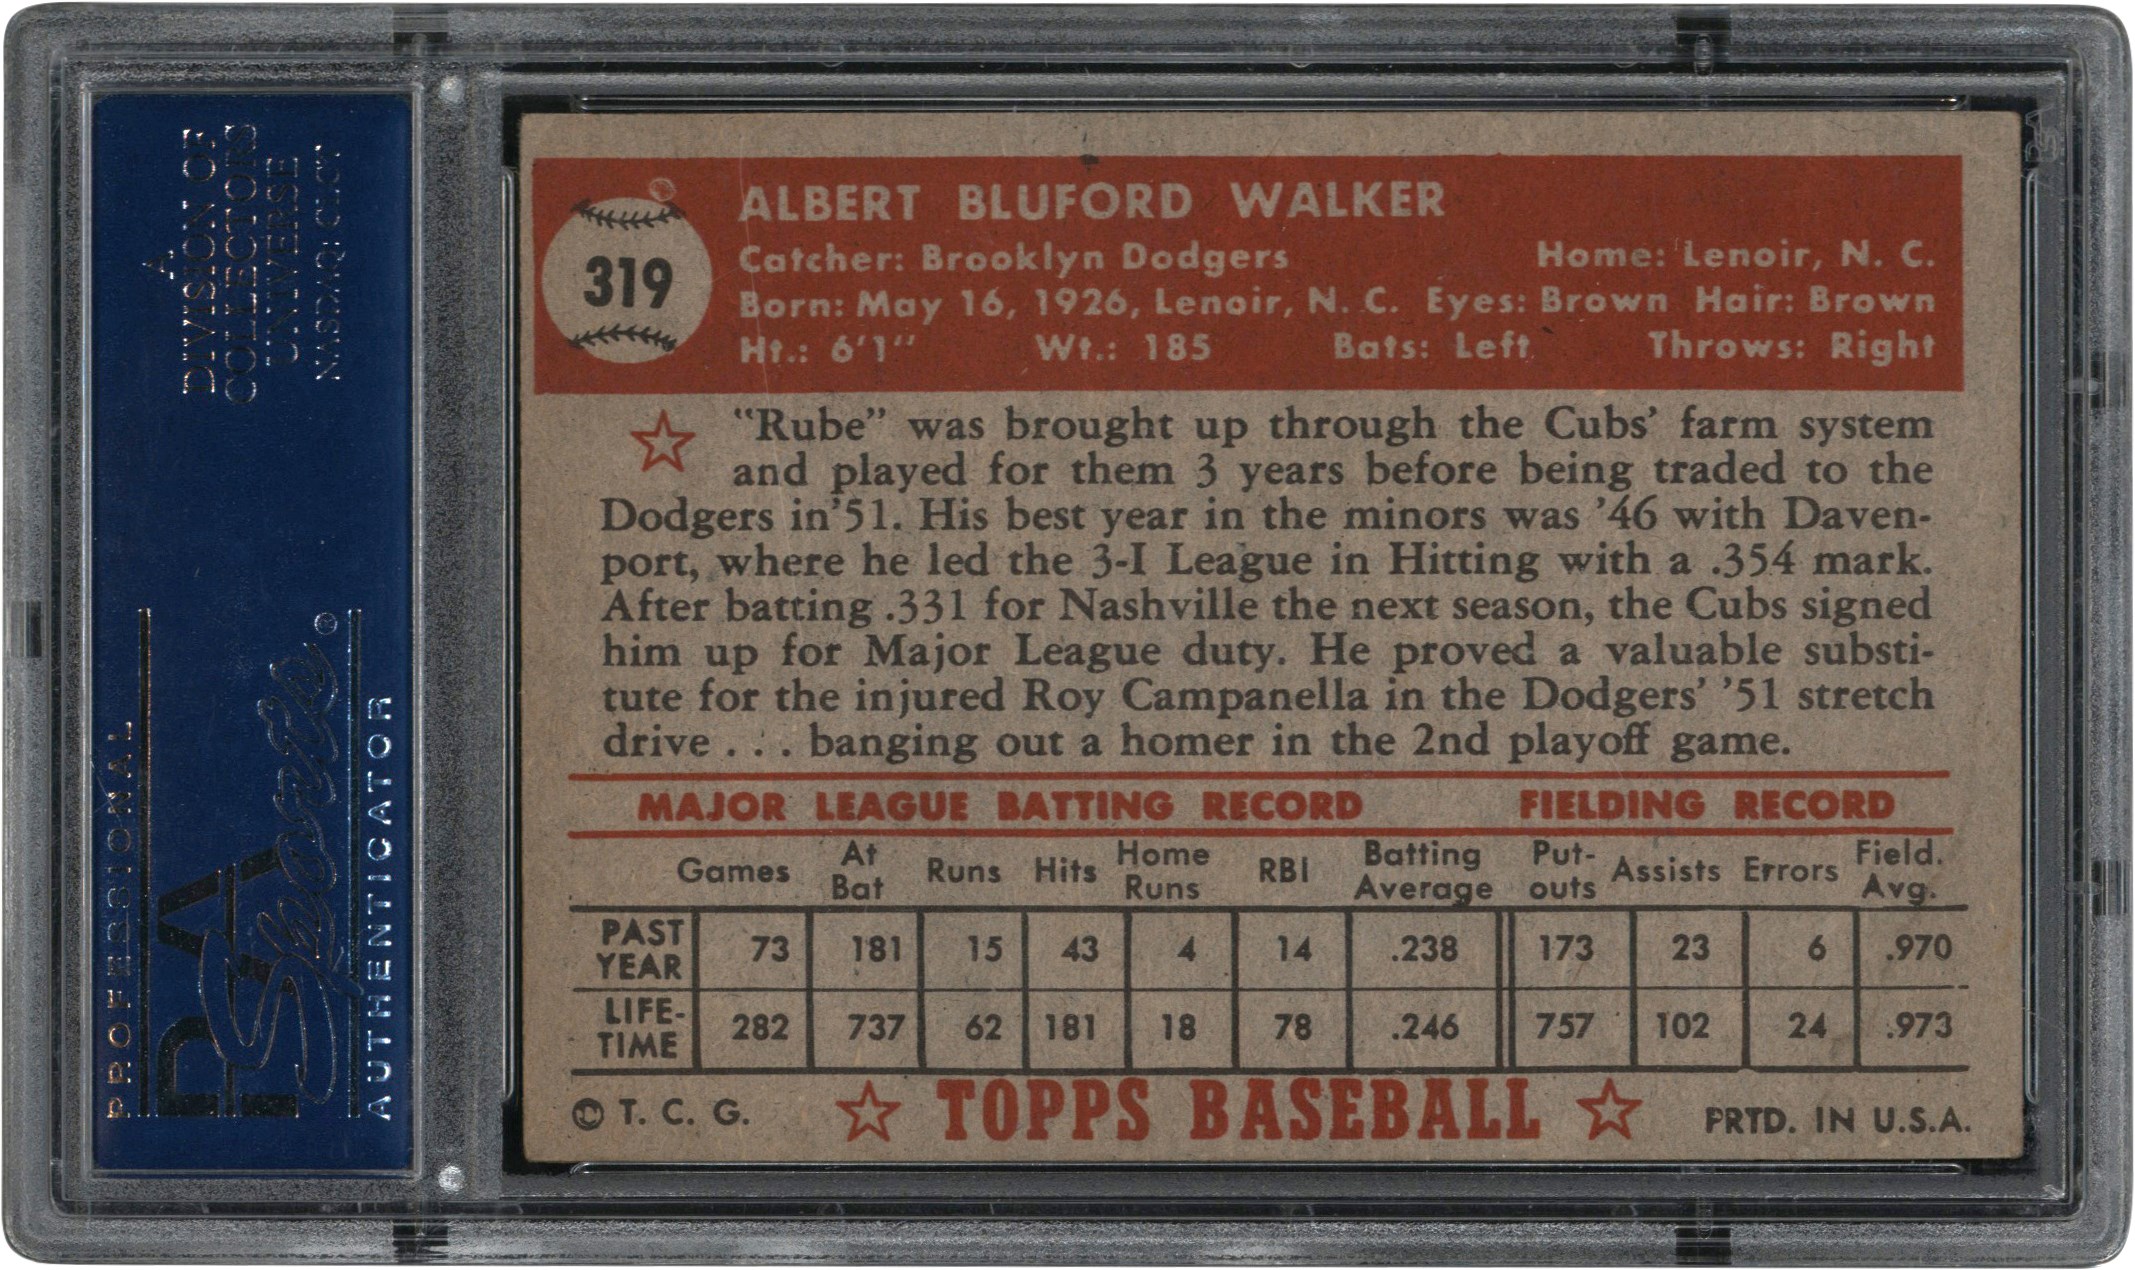 A
DIVISION OF
COLLECTORS
UNIVERSE
NASDAQ: CLCT
PROFESSIONAL
PSA
Sports®
AUTHENTICATOR
319
ALBERT BLUFORD WALKER
Catcher: Brooklyn Dodgers Home: Lenoir, N. C.
Born: May 16, 1926, Lenoir, N. C. Eyes: Brown Hair: Brown
Ht.: 6'1" Wt.: 185 Bats: Left Throws: Right
"Rube" was brought up through the Cubs' farm system
and played for them 3 years before being traded to the
Dodgers in '51. His best year in the minors was '46 with Daven-
port, where he led the 3-I League in Hitting with a .354 mark.
After batting .331 for Nashville the next season, the Cubs signed
him up for Major League duty. He proved a valuable substi-
tute for the injured Roy Campanella in the Dodgers' '51 stretch
drive . . . banging out a homer in the 2nd playoff game.
MAJOR LEAGUE BATTING RECORD FIELDING RECORD
Games At Bat Runs Hits Home Runs RBI Batting Average Put-outs Assists Errors Field. Avg.
PAST YEAR 73 181 15 43 4 14 .238 173 23 6 .970
LIFE-TIME 282 737 62 181 18 78 .246 757 102 24 .973
© T. C. G. ☆ TOPPS BASEBALL ☆ PRTD. IN U.S.A.